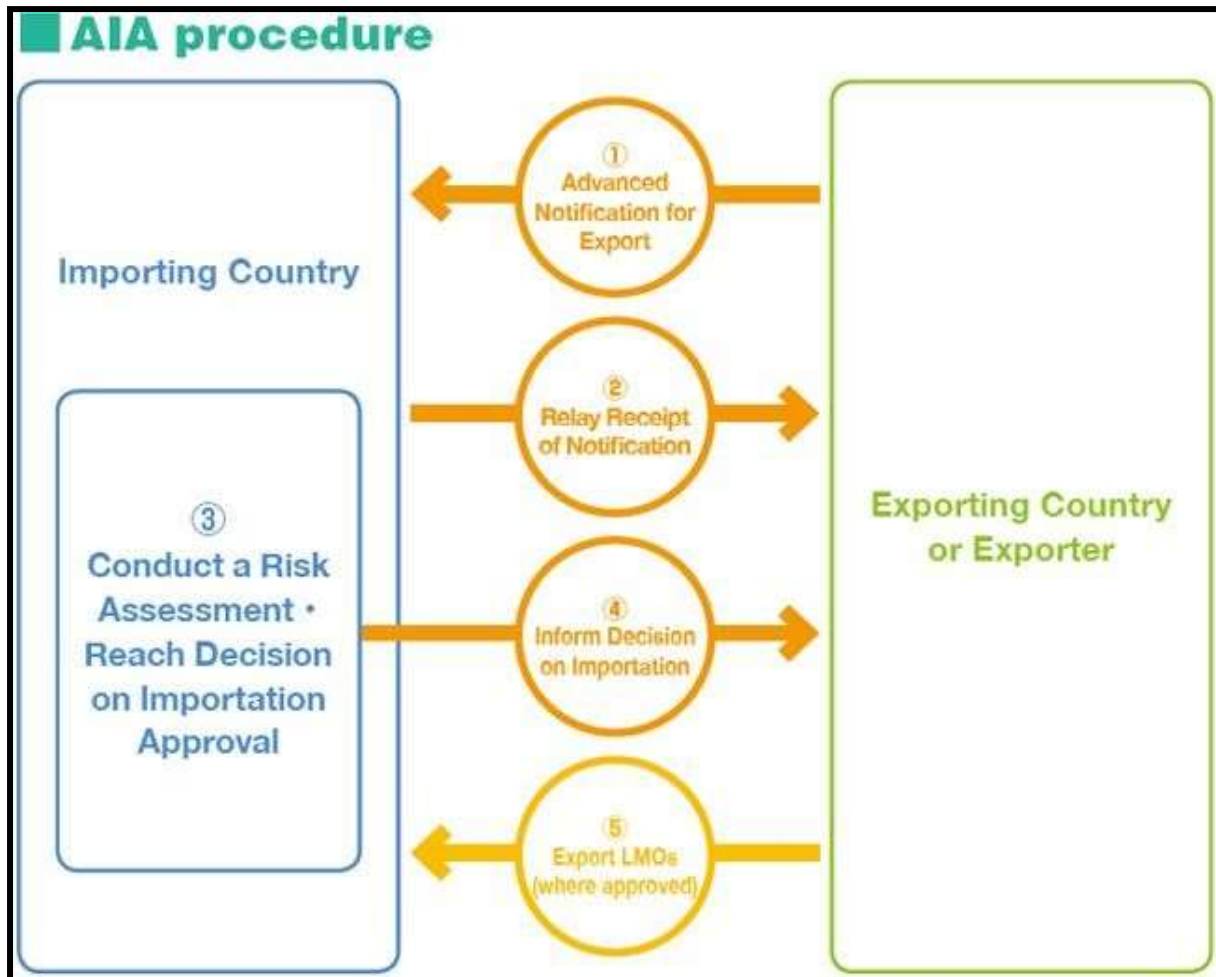 AIA procedure
①
Advanced
Notification for
Export
Importing Country
②
Relay Receipt
of Notification
③
Conduct a Risk
Assessment・
Reach Decision
on Importation
Approval
Exporting Country
or Exporter
④
Inform Decision
on Importation
⑤
Export LMOs
(where approved)